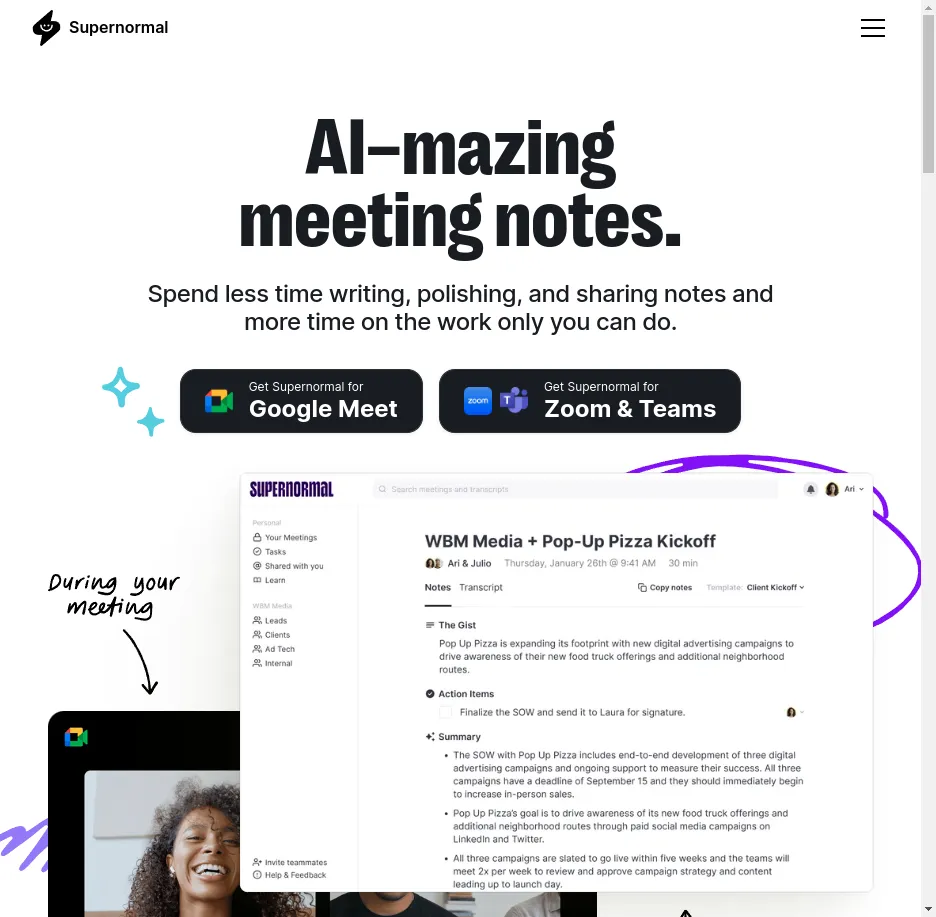 Supernormal
AI–mazing
meeting notes.
Spend less time writing, polishing, and sharing notes and
more time on the work only you can do.
Get Supernormal for
Google Meet
zoom
T
Get Supernormal for
Zoom & Teams
During your
meeting
SUPERNORMAL
Search meetings and transcripts
Ari
Personal
Your Meetings
Tasks
Shared with you
Learn
WBM Media
Leads
Clients
Ad Tech
Internal
Invite teammates
Help & Feedback
WBM Media + Pop-Up Pizza Kickoff
Ari & Julio Thursday, January 26th @ 9:41 AM 30 min
Notes Transcript Copy notes Template: Client Kickoff
The Gist
Pop Up Pizza is expanding its footprint with new digital advertising campaigns to
drive awareness of their new food truck offerings and additional neighborhood
routes.
Action Items
Finalize the SOW and send it to Laura for signature.
Summary
• The SOW with Pop Up Pizza includes end-to-end development of three digital
advertising campaigns and ongoing support to measure their success. All three
campaigns have a deadline of September 15 and they should immediately begin
to increase in-person sales.
• Pop Up Pizza's goal is to drive awareness of its new food truck offerings and
additional neighborhood routes through paid social media campaigns on
LinkedIn and Twitter.
• All three campaigns are slated to go live within five weeks and the teams will
meet 2x per week to review and approve campaign strategy and content
leading up to launch day.